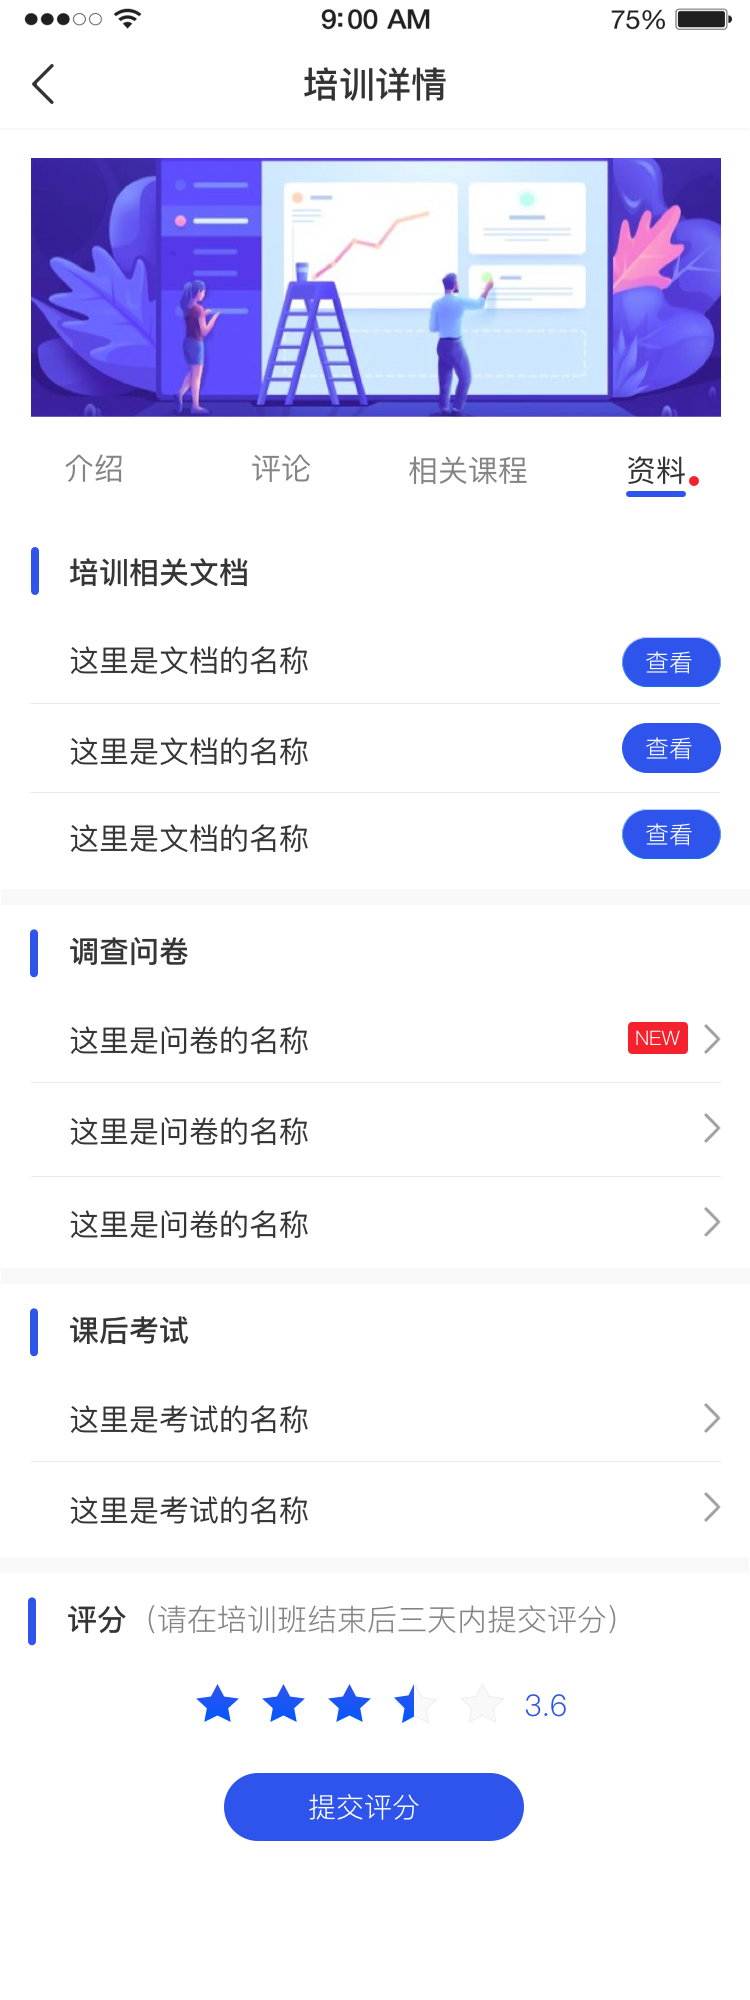 9:00 AM
75%
培训详情
介绍
评论
相关课程
资料
培训相关文档
这里是文档的名称
查看
这里是文档的名称
查看
这里是文档的名称
查看
调查问卷
这里是问卷的名称
NEW
这里是问卷的名称
这里是问卷的名称
课后考试
这里是考试的名称
这里是考试的名称
评分（请在培训班结束后三天内提交评分）
3.6
提交评分